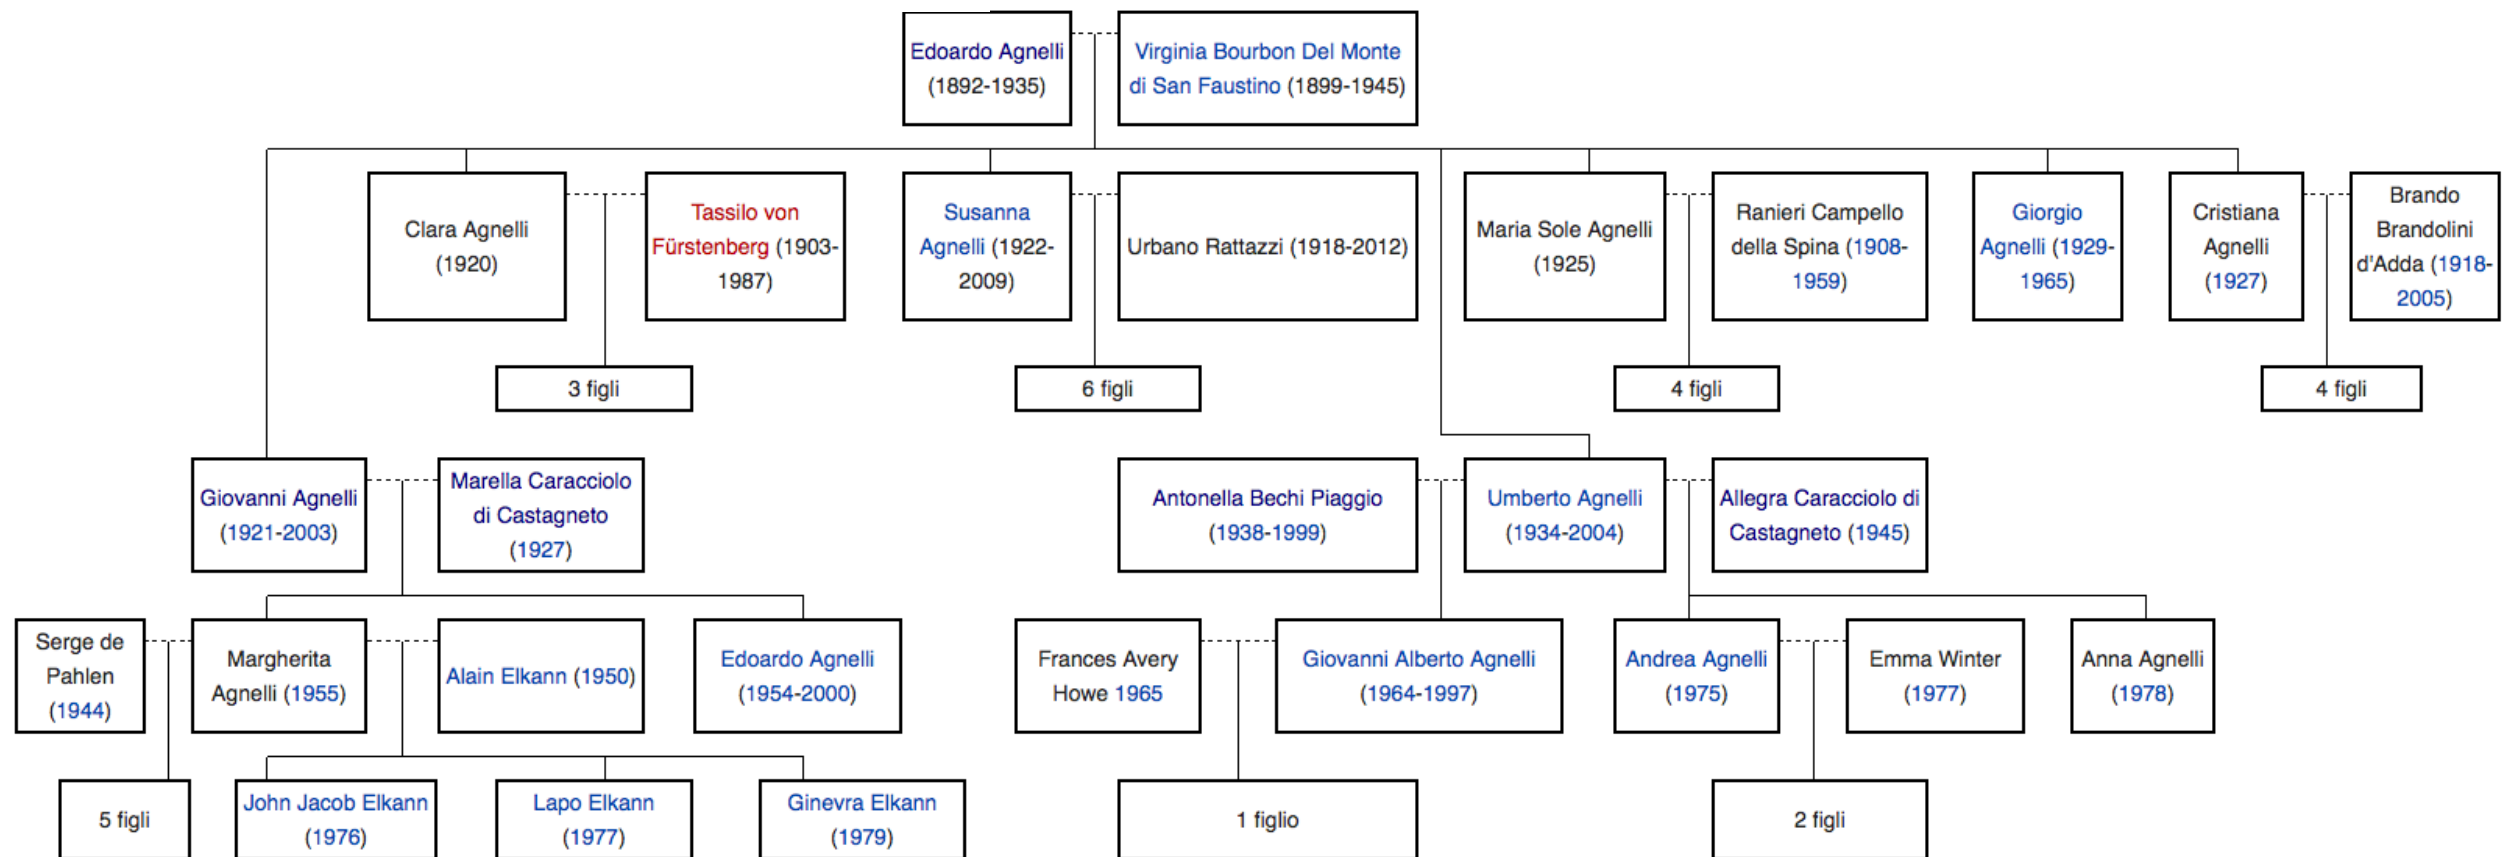 Edoardo Agnelli
(1892-1935)
Virginia Bourbon Del Monte
di San Faustino (1899-1945)
Clara Agnelli
(1920)
Tassilo von
Fürstenberg (1903-
1987)
Susanna
Agnelli (1922-
2009)
Urbano Rattazzi (1918-2012)
Maria Sole Agnelli
(1925)
Ranieri Campello
della Spina (1908-
1959)
Giorgio
Agnelli (1929-
1965)
Cristiana
Agnelli
(1927)
Brando
Brandolini
d'Adda (1918-
2005)
3 figli
6 figli
4 figli
4 figli
Giovanni Agnelli
(1921-2003)
Marella Caracciolo
di Castagneto
(1927)
Antonella Bechi Piaggio
(1938-1999)
Umberto Agnelli
(1934-2004)
Allegra Caracciolo di
Castagneto (1945)
Serge de
Pahlen
(1944)
Margherita
Agnelli (1955)
Alain Elkann (1950)
Edoardo Agnelli
(1954-2000)
Frances Avery
Howe 1965
Giovanni Alberto Agnelli
(1964-1997)
Andrea Agnelli
(1975)
Emma Winter
(1977)
Anna Agnelli
(1978)
5 figli
John Jacob Elkann
(1976)
Lapo Elkann
(1977)
Ginevra Elkann
(1979)
1 figlio
2 figli